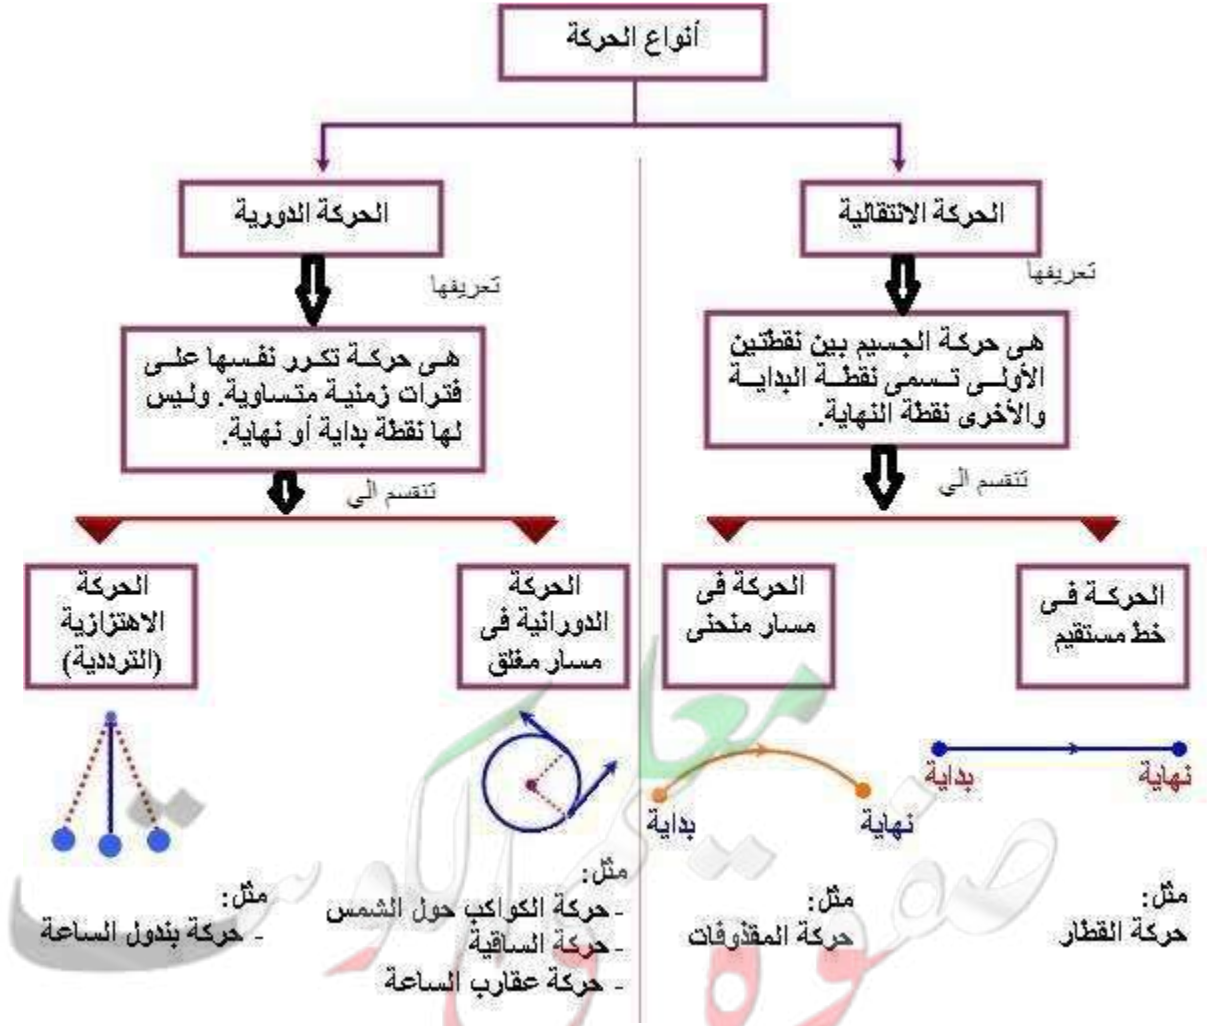 أنواع الحركة
الحركة الانتقالية
تعريفها
هى حركة الجسيم بين نقطتين
الأولى تسمى نقطة البداية
والأخرى نقطة النهاية.
تنقسم الى
الحركة فى
خط مستقيم
بداية
نهاية
مثل:
حركة القطار
الحركة فى
مسار منحنى
بداية
نهاية
مثل:
حركة المقذوفات
الحركة الدورية
تعريفها
هى حركة تكرر نفسها على
فترات زمنية متساوية. وليس
لها نقطة بداية أو نهاية.
تنقسم الى
الحركة
الدورانية فى
مسار مغلق
مثل:
- حركة الكواكب حول الشمس
- حركة الساقية
- حركة عقارب الساعة
الحركة
الاهتزازية
(الترددية)
مثل:
- حركة بندول الساعة